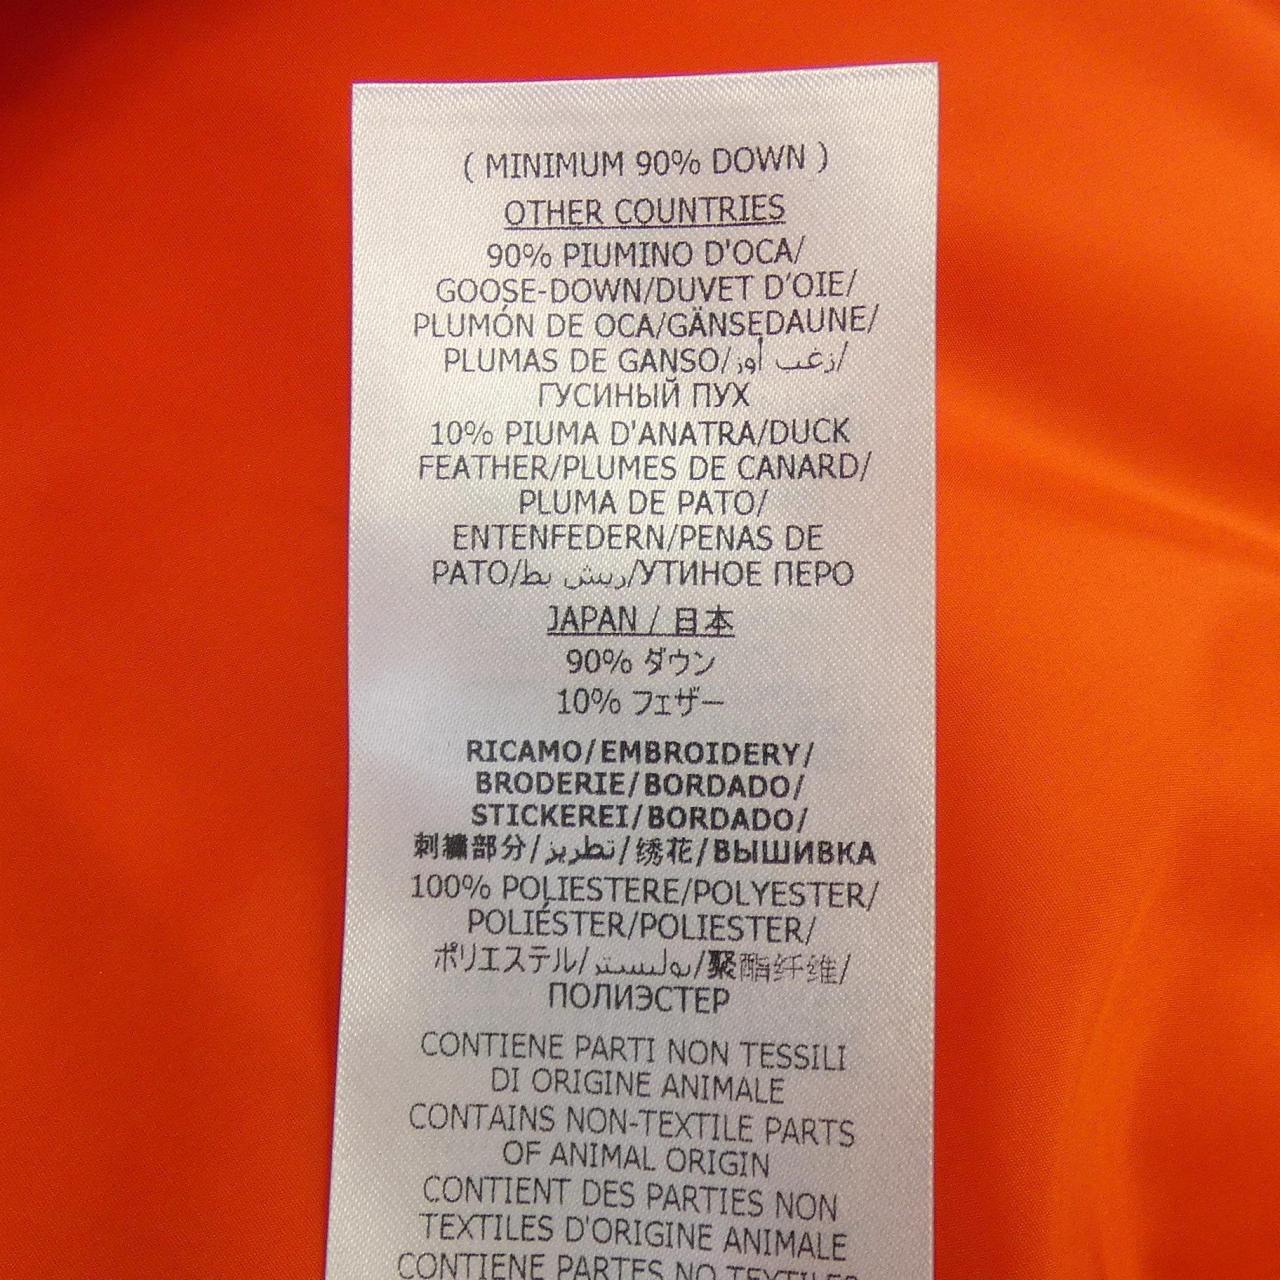 ( MINIMUM 90% DOWN )
OTHER COUNTRIES
90% PIUMINO D'OCA/
GOOSE-DOWN/DUVET D'OIE/
PLUMÓN DE OCA/GÄNSEDAUNE/
PLUMAS DE GANSO/زغب أوز/
ГУСИНЫЙ ПУХ
10% PIUMA D'ANATRA/DUCK
FEATHER/PLUMES DE CANARD/
PLUMA DE PATO/
ENTENFEDERN/PENAS DE
PATO/ريش بط/УТИНОЕ ПЕРО
JAPAN / 日本
90% ダウン
10% フェザー
RICAMO/EMBROIDERY/
BRODERIE/BORDADO/
STICKEREI/BORDADO/
刺繍部分/تطريز/绣花/ВЫШИВКА
100% POLIESTERE/POLYESTER/
POLIÉSTER/POLIESTER/
ポリエステル/بوليستر/聚酯纤维/
ПОЛИЭСТЕР
CONTIENE PARTI NON TESSILI
DI ORIGINE ANIMALE
CONTAINS NON-TEXTILE PARTS
OF ANIMAL ORIGIN
CONTIENT DES PARTIES NON
TEXTILES D'ORIGINE ANIMALE
CONTIENE PARTES NO TEXTILES